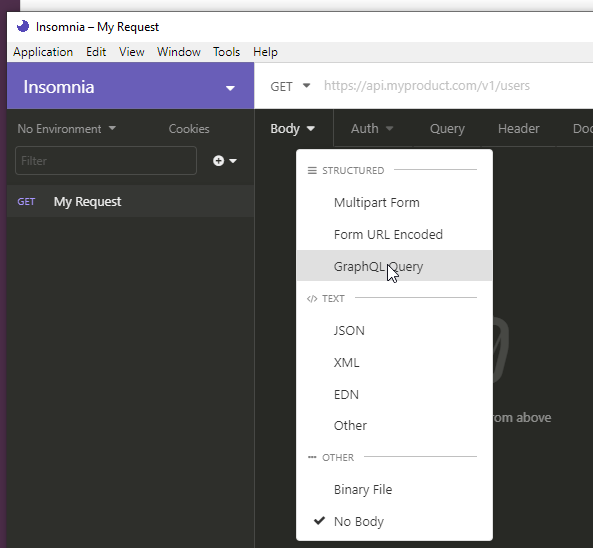 Insomnia – My Request
Application Edit View Window Tools Help
Insomnia
GET https://api.myproduct.com/v1/users
No Environment Cookies
Body Auth Query Header Doc
Filter
GET My Request
STRUCTURED
Multipart Form
Form URL Encoded
GraphQL Query
TEXT
JSON
XML
EDN
Other
from above
OTHER
Binary File
No Body